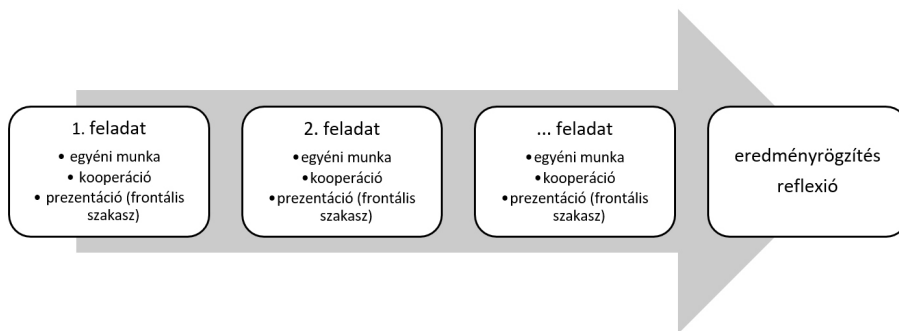 1. feladat
• egyéni munka
• kooperáció
• prezentáció (frontális
szakasz)
2. feladat
•egyéni munka
•kooperáció
•prezentáció (frontális
szakasz)
... feladat
•egyéni munka
•kooperáció
•prezentáció (frontális
szakasz)
eredményrögzítés
reflexió